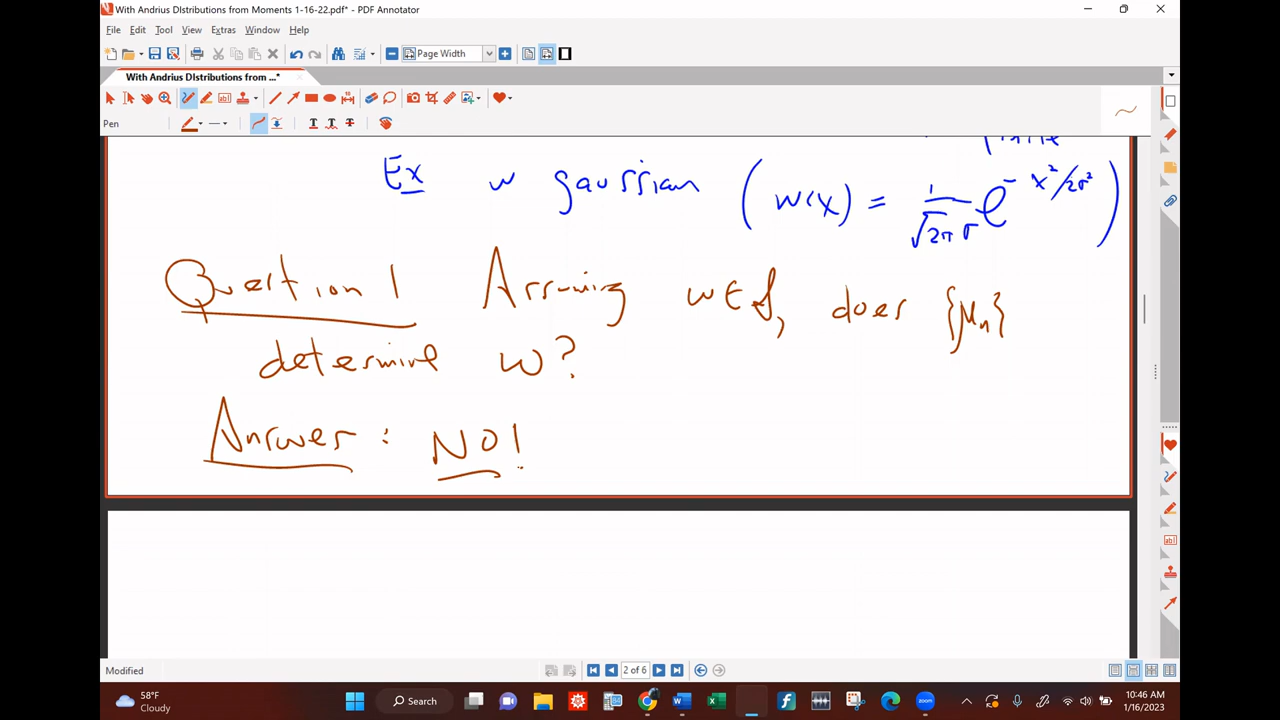 With Andrius DIstributions from Moments 1-16-22.pdf* - PDF Annotator
File Edit Tool View Extras Window Help
Page Width
With Andrius DIstributions from ...*
Pen
Ex w gaussian ( w(x) = 1/√2π σ e^- x²/2σ² )
Question 1 Assuming w ∈ S, does {μn}
determine w?
Answer : NO!
Modified
2 of 6
58°F
Cloudy
Search
zoom
10:46 AM
1/16/2023